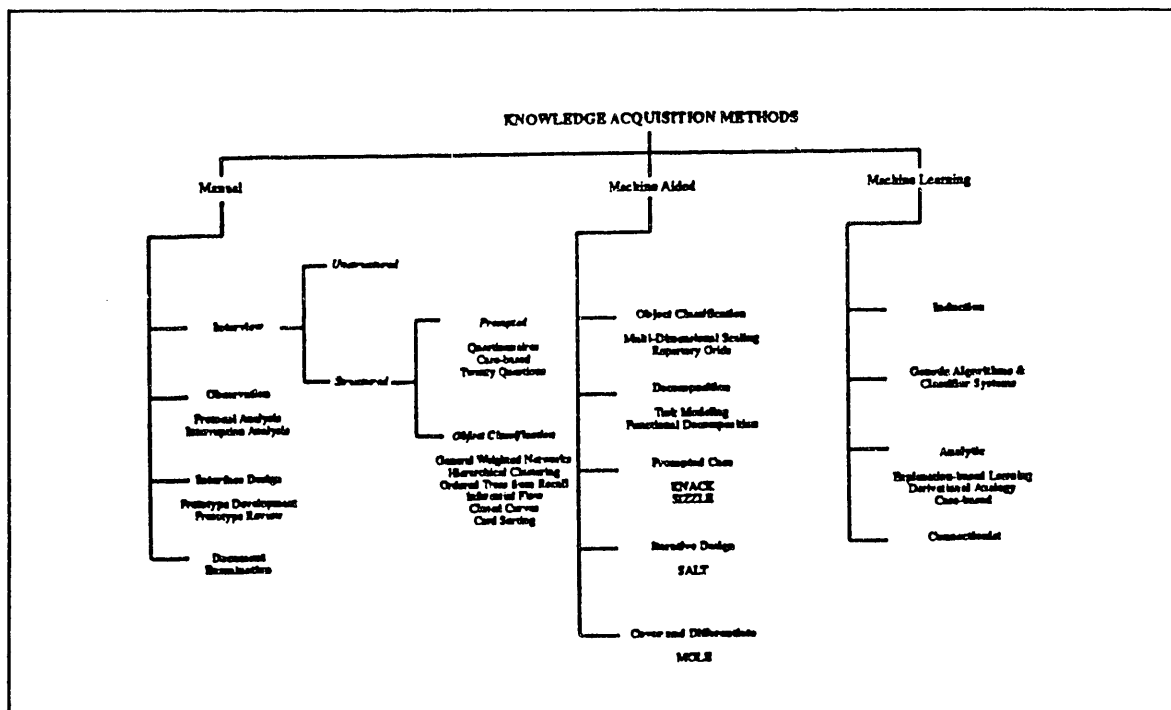 KNOWLEDGE ACQUISITION METHODS
Manual
Machine Aided
Machine Learning
Interview
Unstructured
Structured
Prompted
Questionnaires
Case-based
Twenty Questions
Object Classification
General Weighted Networks
Hierarchical Clustering
Ordered Trees from Recall
Inferential Flow
Closed Curves
Card Sorting
Observation
Protocol Analysis
Interruption Analysis
Interface Design
Prototype Development
Prototype Review
Document
Examination
Object Classification
Multi-Dimensional Scaling
Repertory Grids
Decomposition
Task Modeling
Functional Decomposition
Prompted Case
KNACK
SIZZLE
Iterative Design
SALT
Cover and Differentiate
MOLE
Induction
Genetic Algorithms &
Classifier Systems
Analytic
Explanation-based Learning
Derivational Analogy
Case-based
Connectionist